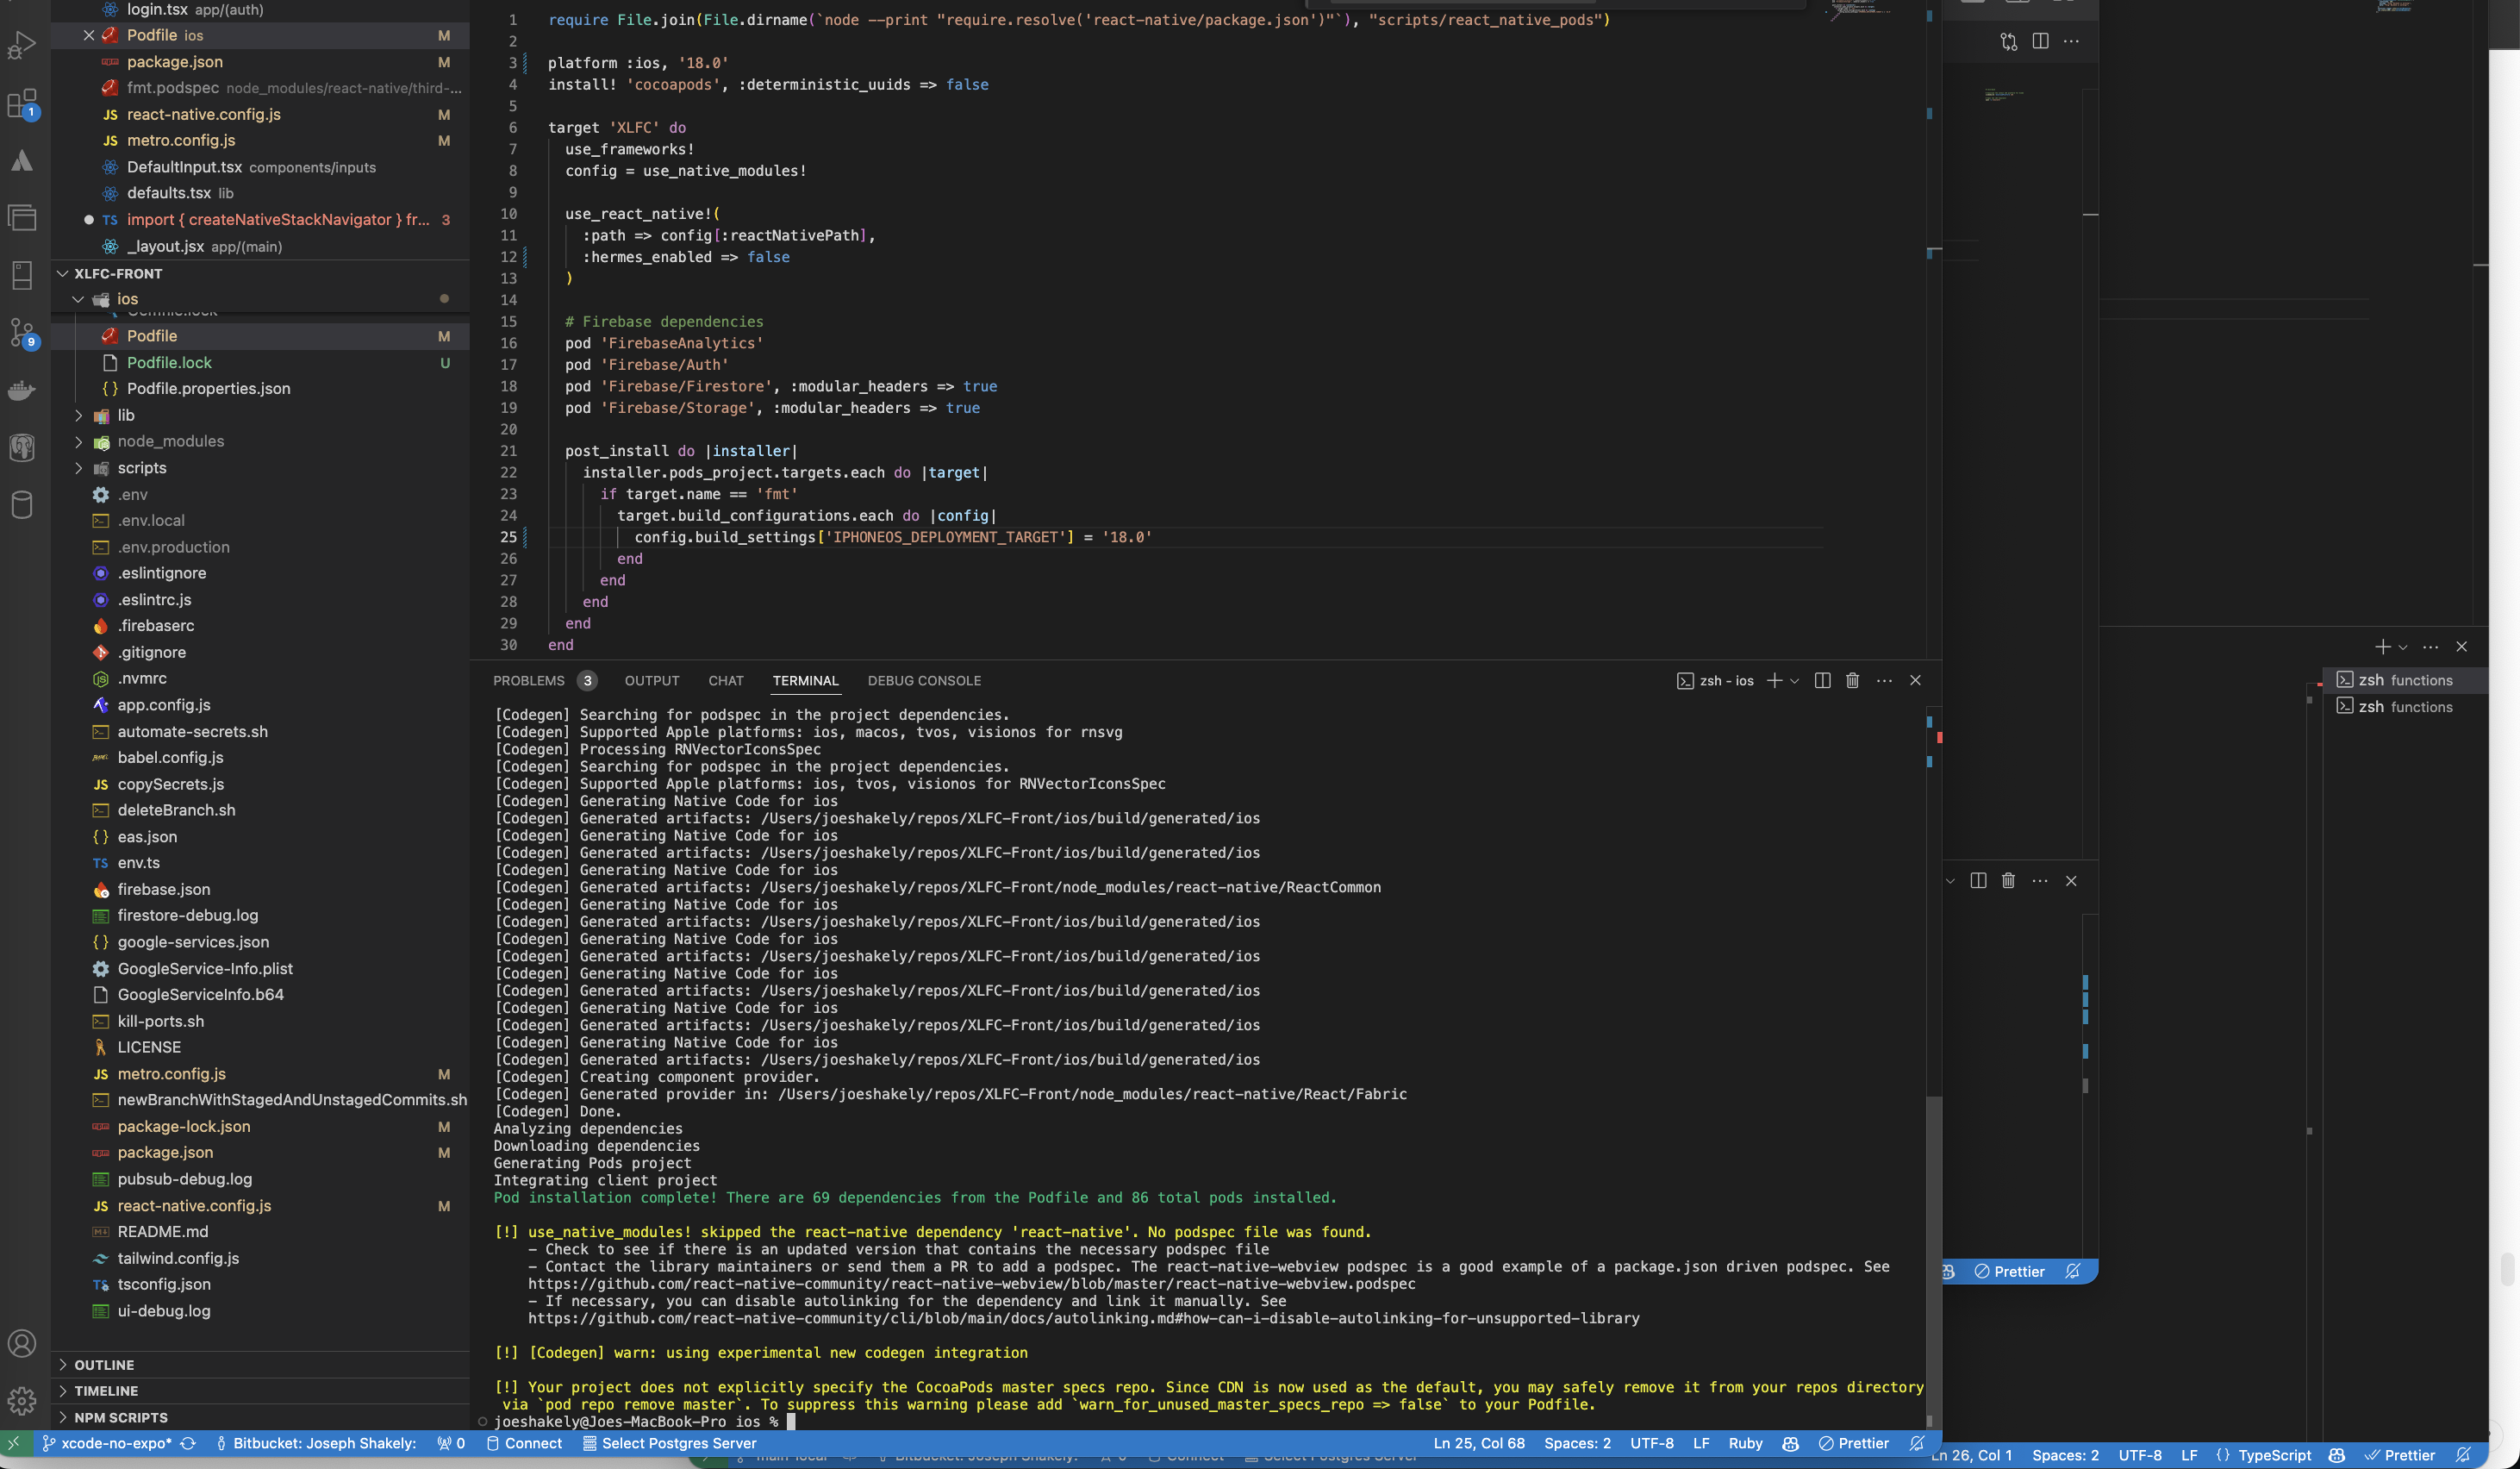 login.tsx app/(auth)
Podfile ios M
package.json M
fmt.podspec node_modules/react-native/third-...
JS react-native.config.js M
JS metro.config.js M
DefaultInput.tsx components/inputs
defaults.tsx lib
TS import { createNativeStackNavigator } fr... 3
_layout.jsx app/(main)
XLFC-FRONT
ios
Podfile M
Podfile.lock U
{ } Podfile.properties.json
lib
node_modules
scripts
.env
.env.local
.env.production
.eslintignore
.eslintrc.js
.firebaserc
.gitignore
.nvmrc
app.config.js
automate-secrets.sh
babel.config.js
JS copySecrets.js
deleteBranch.sh
{ } eas.json
TS env.ts
firebase.json
firestore-debug.log
{ } google-services.json
GoogleService-Info.plist
GoogleServiceInfo.b64
kill-ports.sh
LICENSE
JS metro.config.js M
newBranchWithStagedAndUnstagedCommits.sh
package-lock.json M
package.json M
pubsub-debug.log
JS react-native.config.js M
README.md
tailwind.config.js
TS tsconfig.json
ui-debug.log
OUTLINE
TIMELINE
NPM SCRIPTS
1
9
1 require File.join(File.dirname(`node --print "require.resolve('react-native/package.json')"`), "scripts/react_native_pods")
2
3 platform :ios, '18.0'
4 install! 'cocoapods', :deterministic_uuids => false
5
6 target 'XLFC' do
7 use_frameworks!
8 config = use_native_modules!
9
10 use_react_native!(
11 :path => config[:reactNativePath],
12 :hermes_enabled => false
13 )
14
15 # Firebase dependencies
16 pod 'FirebaseAnalytics'
17 pod 'Firebase/Auth'
18 pod 'Firebase/Firestore', :modular_headers => true
19 pod 'Firebase/Storage', :modular_headers => true
20
21 post_install do |installer|
22 installer.pods_project.targets.each do |target|
23 if target.name == 'fmt'
24 target.build_configurations.each do |config|
25 config.build_settings['IPHONEOS_DEPLOYMENT_TARGET'] = '18.0'
26 end
27 end
28 end
29 end
30 end
PROBLEMS 3 OUTPUT CHAT TERMINAL DEBUG CONSOLE zsh - ios
[Codegen] Searching for podspec in the project dependencies.
[Codegen] Supported Apple platforms: ios, macos, tvos, visionos for rnsvg
[Codegen] Processing RNVectorIconsSpec
[Codegen] Searching for podspec in the project dependencies.
[Codegen] Supported Apple platforms: ios, tvos, visionos for RNVectorIconsSpec
[Codegen] Generating Native Code for ios
[Codegen] Generated artifacts: /Users/joeshakely/repos/XLFC-Front/ios/build/generated/ios
[Codegen] Generating Native Code for ios
[Codegen] Generated artifacts: /Users/joeshakely/repos/XLFC-Front/ios/build/generated/ios
[Codegen] Generating Native Code for ios
[Codegen] Generated artifacts: /Users/joeshakely/repos/XLFC-Front/node_modules/react-native/ReactCommon
[Codegen] Generating Native Code for ios
[Codegen] Generated artifacts: /Users/joeshakely/repos/XLFC-Front/ios/build/generated/ios
[Codegen] Generating Native Code for ios
[Codegen] Generated artifacts: /Users/joeshakely/repos/XLFC-Front/ios/build/generated/ios
[Codegen] Generating Native Code for ios
[Codegen] Generated artifacts: /Users/joeshakely/repos/XLFC-Front/ios/build/generated/ios
[Codegen] Generating Native Code for ios
[Codegen] Generated artifacts: /Users/joeshakely/repos/XLFC-Front/ios/build/generated/ios
[Codegen] Generating Native Code for ios
[Codegen] Generated artifacts: /Users/joeshakely/repos/XLFC-Front/ios/build/generated/ios
[Codegen] Creating component provider.
[Codegen] Generated provider in: /Users/joeshakely/repos/XLFC-Front/node_modules/react-native/React/Fabric
[Codegen] Done.
Analyzing dependencies
Downloading dependencies
Generating Pods project
Integrating client project
Pod installation complete! There are 69 dependencies from the Podfile and 86 total pods installed.
[!] use_native_modules! skipped the react-native dependency 'react-native'. No podspec file was found.
- Check to see if there is an updated version that contains the necessary podspec file
- Contact the library maintainers or send them a PR to add a podspec. The react-native-webview podspec is a good example of a package.json driven podspec. See
https://github.com/react-native-community/react-native-webview/blob/master/react-native-webview.podspec
- If necessary, you can disable autolinking for the dependency and link it manually. See
https://github.com/react-native-community/cli/blob/main/docs/autolinking.md#how-can-i-disable-autolinking-for-unsupported-library
[!] [Codegen] warn: using experimental new codegen integration
[!] Your project does not explicitly specify the CocoaPods master specs repo. Since CDN is now used as the default, you may safely remove it from your repos directory
via `pod repo remove master`. To suppress this warning please add `warn_for_unused_master_specs_repo => false` to your Podfile.
joeshakely@Joes-MacBook-Pro ios %
xcode-no-expo* Bitbucket: Joseph Shakely: 0 Connect Select Postgres Server Ln 25, Col 68 Spaces: 2 UTF-8 LF Ruby Prettier
Prettier
zsh functions
zsh functions
Ln 26, Col 1 Spaces: 2 UTF-8 LF { } TypeScript Prettier